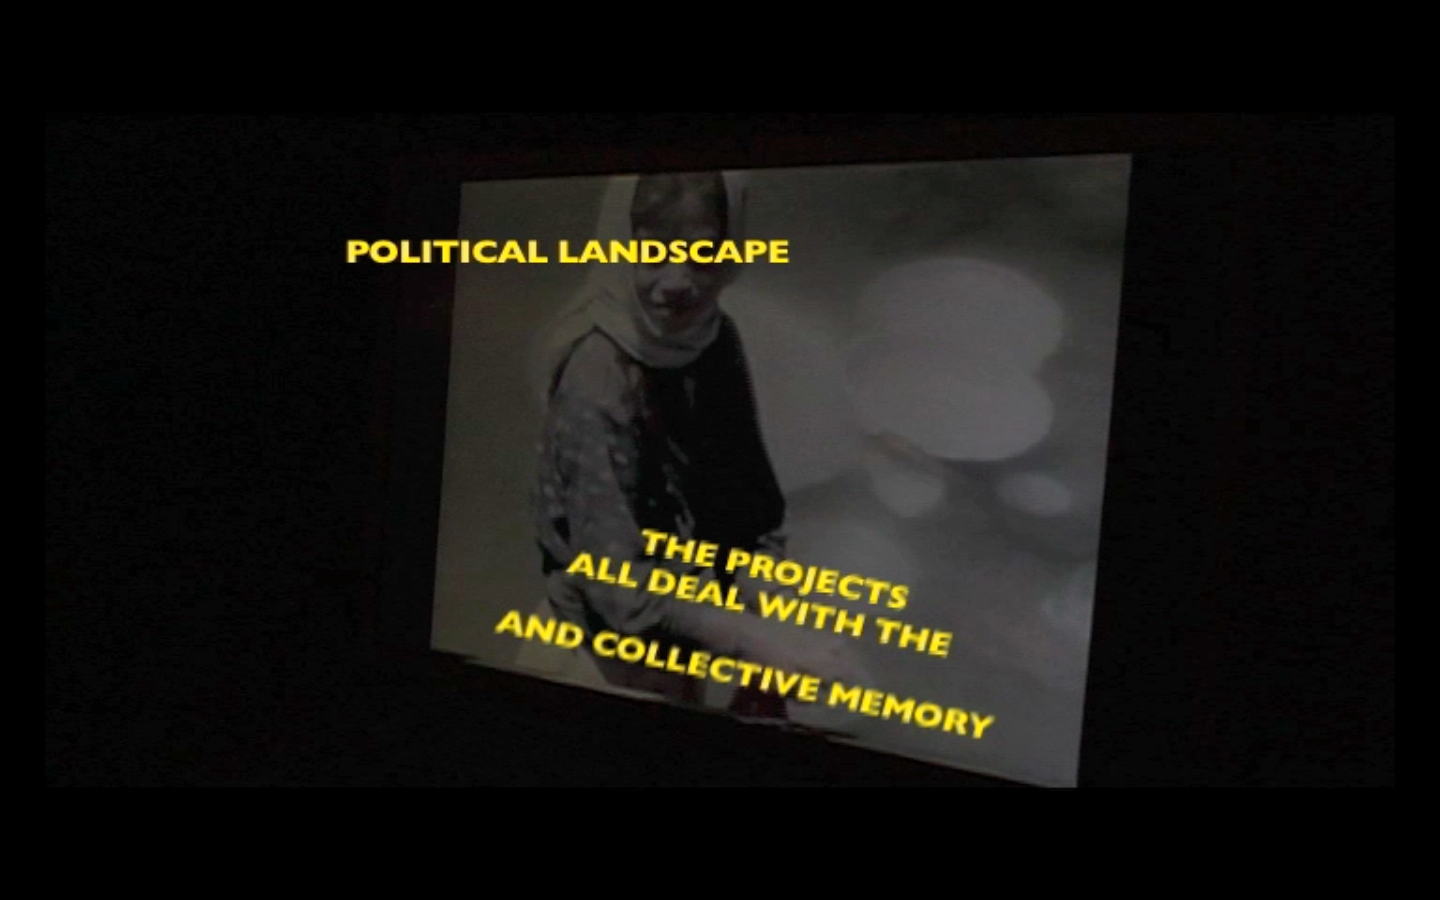 POLITICAL LANDSCAPE
THE PROJECTS
ALL DEAL WITH THE
AND COLLECTIVE MEMORY